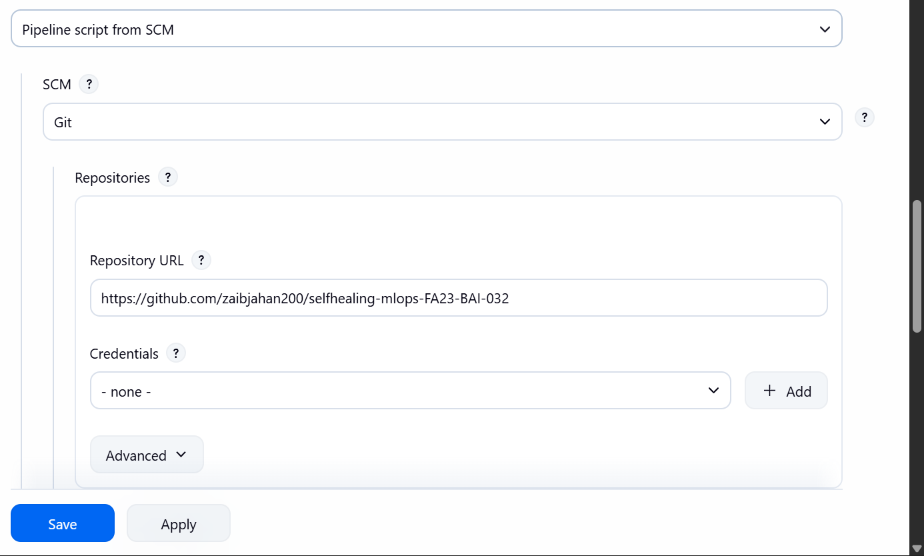 Pipeline script from SCM
SCM ?
Git
?
Repositories ?
Repository URL ?
https://github.com/zaibjahan200/selfhealing-mlops-FA23-BAI-032
Credentials ?
- none -
+ Add
Advanced
Save Apply